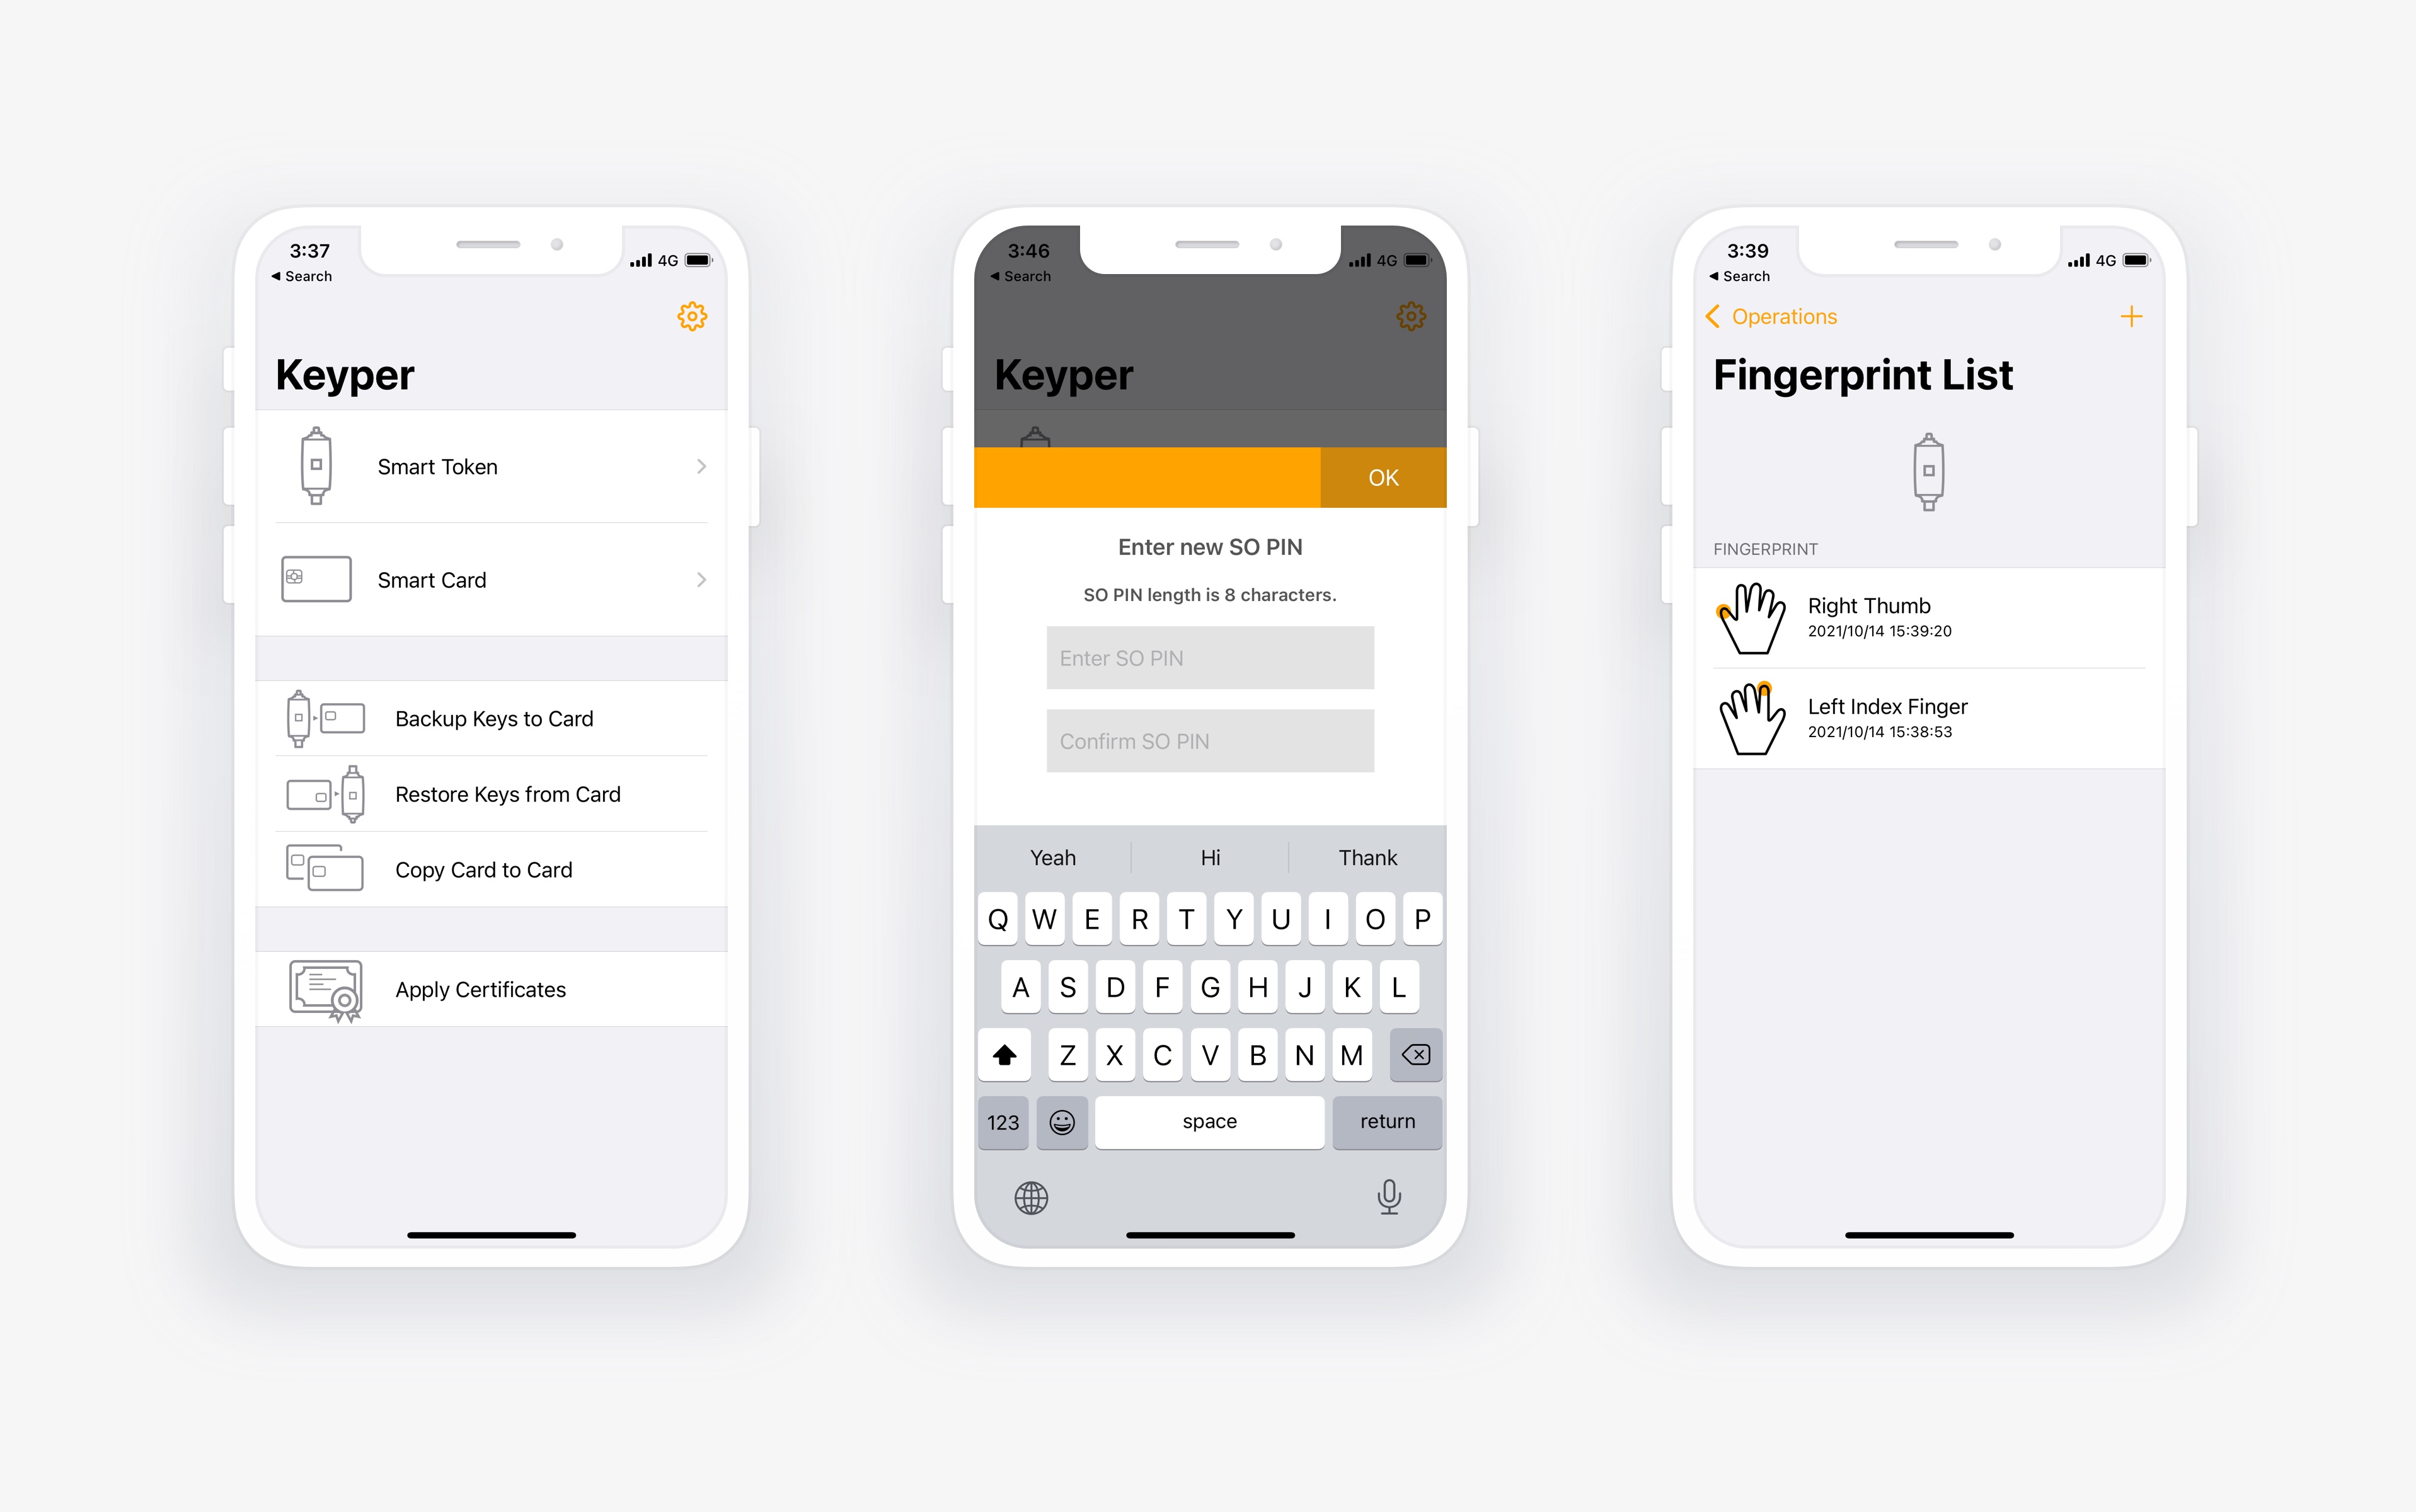 3:37
4G
◀ Search
Keyper
Smart Token
Smart Card
Backup Keys to Card
Restore Keys from Card
Copy Card to Card
Apply Certificates
3:46
4G
◀ Search
Keyper
OK
Enter new SO PIN
SO PIN length is 8 characters.
Enter SO PIN
Confirm SO PIN
Yeah Hi Thank
Q W E R T Y U I O P
A S D F G H J K L
Z X C V B N M
123 space return
3:39
4G
◀ Search
Operations
Fingerprint List
FINGERPRINT
Right Thumb
2021/10/14 15:39:20
Left Index Finger
2021/10/14 15:38:53